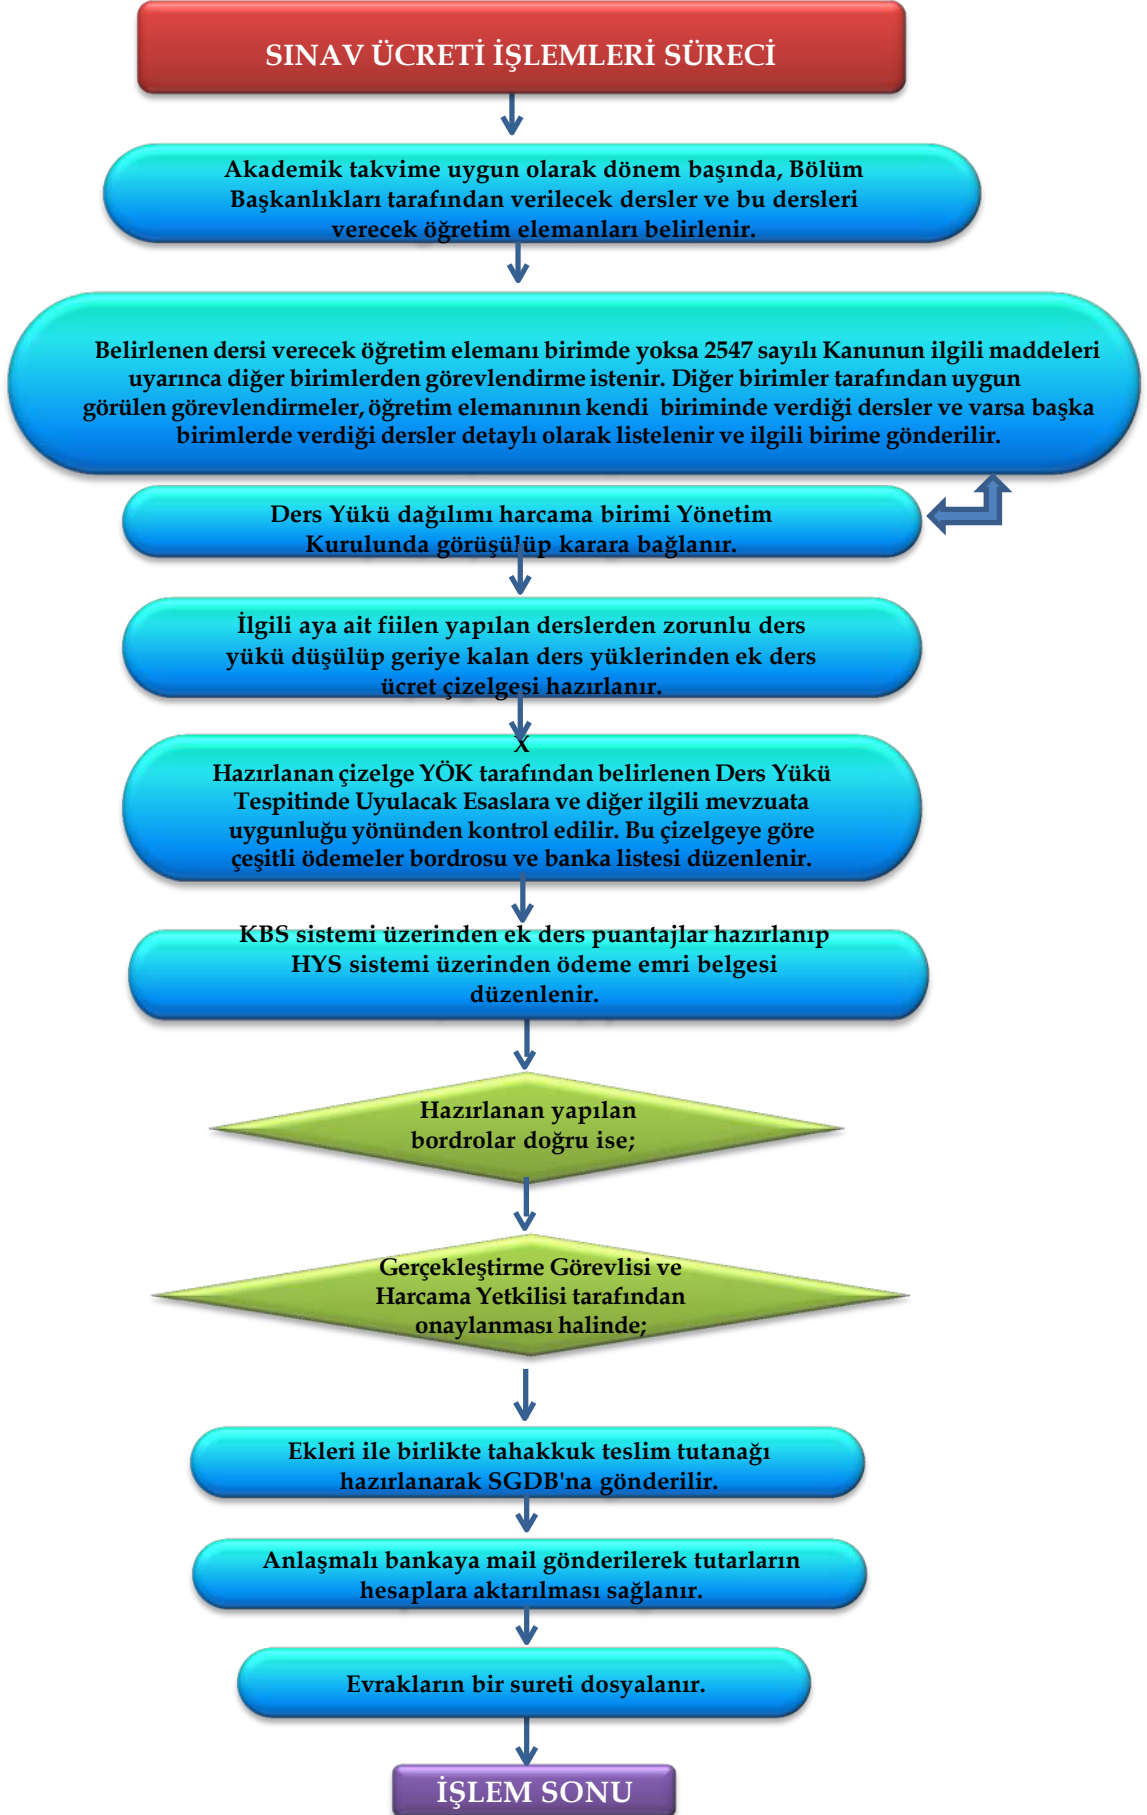 SINAV ÜCRETİ İŞLEMLERİ SÜRECİ
Akademik takvime uygun olarak dönem başında, Bölüm
Başkanlıkları tarafından verilecek dersler ve bu dersleri
verecek öğretim elemanları belirlenir.
Belirlenen dersi verecek öğretim elemanı birimde yoksa 2547 sayılı Kanunun ilgili maddeleri
uyarınca diğer birimlerden görevlendirme istenir. Diğer birimler tarafından uygun
görülen görevlendirmeler, öğretim elemanının kendi biriminde verdiği dersler ve varsa başka
birimlerde verdiği dersler detaylı olarak listelenir ve ilgili birime gönderilir.
Ders Yükü dağılımı harcama birimi Yönetim
Kurulunda görüşülüp karara bağlanır.
İlgili aya ait fiilen yapılan derslerden zorunlu ders
yükü düşülüp geriye kalan ders yüklerinden ek ders
ücret çizelgesi hazırlanır.
X
Hazırlanan çizelge YÖK tarafından belirlenen Ders Yükü
Tespitinde Uyulacak Esaslara ve diğer ilgili mevzuata
uygunluğu yönünden kontrol edilir. Bu çizelgeye göre
çeşitli ödemeler bordrosu ve banka listesi düzenlenir.
KBS sistemi üzerinden ek ders puantajlar hazırlanıp
HYS sistemi üzerinden ödeme emri belgesi
düzenlenir.
Hazırlanan yapılan
bordrolar doğru ise;
Gerçekleştirme Görevlisi ve
Harcama Yetkilisi tarafından
onaylanması halinde;
Ekleri ile birlikte tahakkuk teslim tutanağı
hazırlanarak SGDB'na gönderilir.
Anlaşmalı bankaya mail gönderilerek tutarların
hesaplara aktarılması sağlanır.
Evrakların bir sureti dosyalanır.
İŞLEM SONU